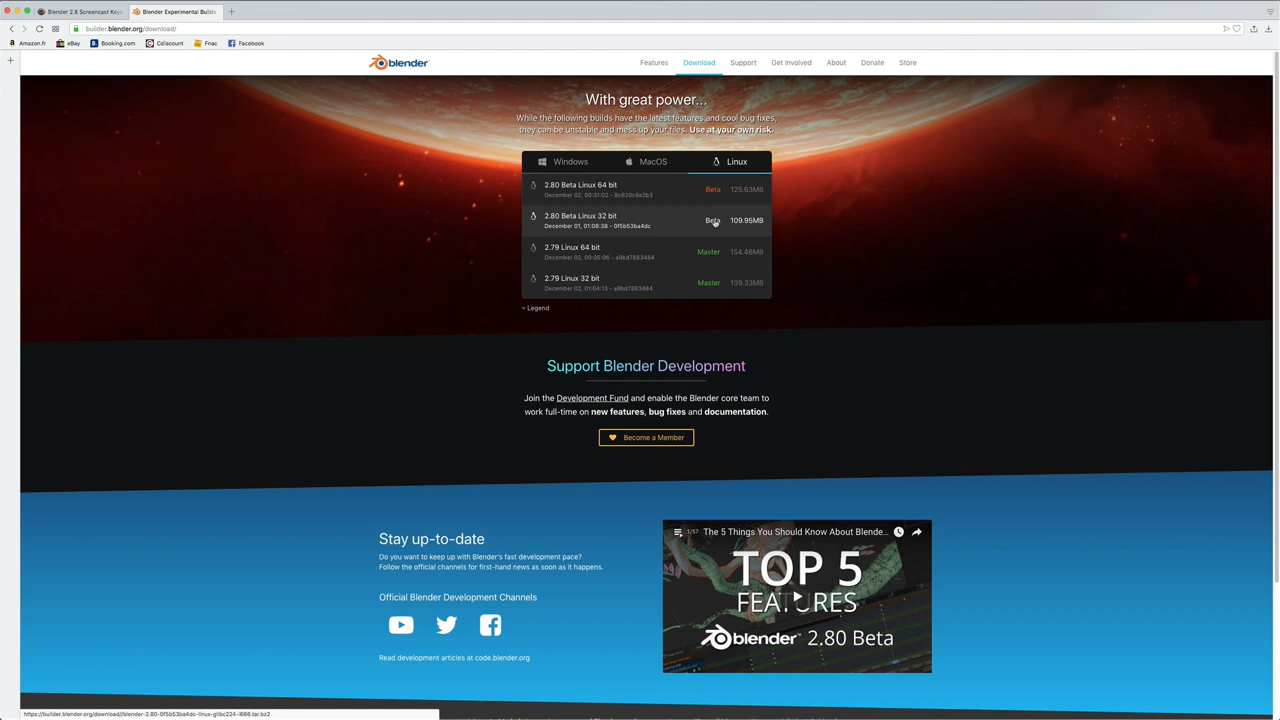 Blender 2.8 Screencast Keys
Blender Experimental Builds
builder.blender.org/download/
Amazon.fr eBay Booking.com Cdiscount Fnac Facebook
blender
Features Download Support Get Involved About Donate Store
With great power...
While the following builds have the latest features and cool bug fixes,
they can be unstable and mess up your files. Use at your own risk.
Windows MacOS Linux
2.80 Beta Linux 64 bit
December 02, 00:31:02 - 8c620c8e2b3
Beta 125.63MB
2.80 Beta Linux 32 bit
December 01, 01:08:38 - 0f5b53ba4dc
Beta 109.95MB
2.79 Linux 64 bit
December 02, 00:05:06 - a9bd7883484
Master 154.46MB
2.79 Linux 32 bit
December 02, 01:04:13 - a9bd7883484
Master 139.33MB
Legend
Support Blender Development
Join the Development Fund and enable the Blender core team to
work full-time on new features, bug fixes and documentation.
Become a Member
Stay up-to-date
Do you want to keep up with Blender's fast development pace?
Follow the official channels for first-hand news as soon as it happens.
Official Blender Development Channels
Read development articles at code.blender.org
1/57 The 5 Things You Should Know About Blende...
TOP 5
FEATURES
blender 2.80 Beta
https://builder.blender.org/download//blender-2.80-0f5b53ba4dc-linux-glibc224-i686.tar.bz2